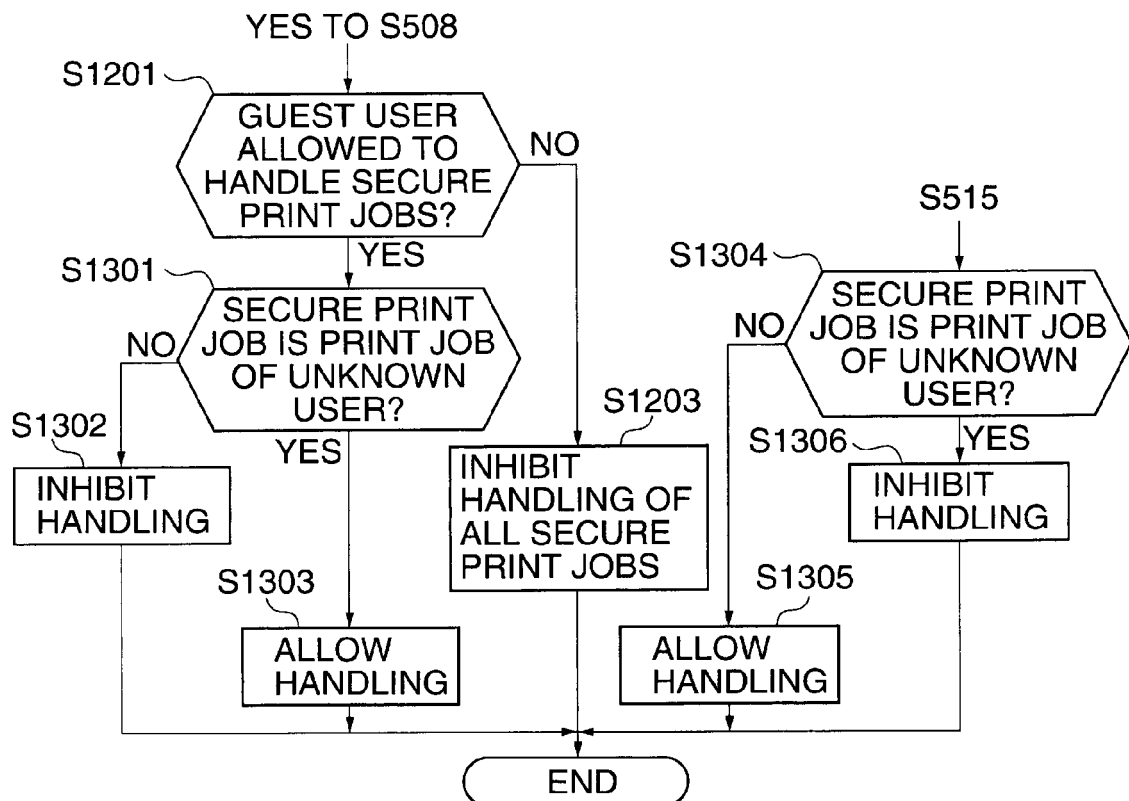 YES TO S508
S1201
GUEST USER
ALLOWED TO
HANDLE SECURE
PRINT JOBS?
NO
YES
S1301
SECURE PRINT
JOB IS PRINT JOB
OF UNKNOWN
USER?
NO
YES
S1302
INHIBIT
HANDLING
S1303
ALLOW
HANDLING
S1203
INHIBIT
HANDLING OF
ALL SECURE
PRINT JOBS
S515
S1304
SECURE PRINT
JOB IS PRINT JOB
OF UNKNOWN
USER?
NO
YES
S1306
INHIBIT
HANDLING
S1305
ALLOW
HANDLING
END